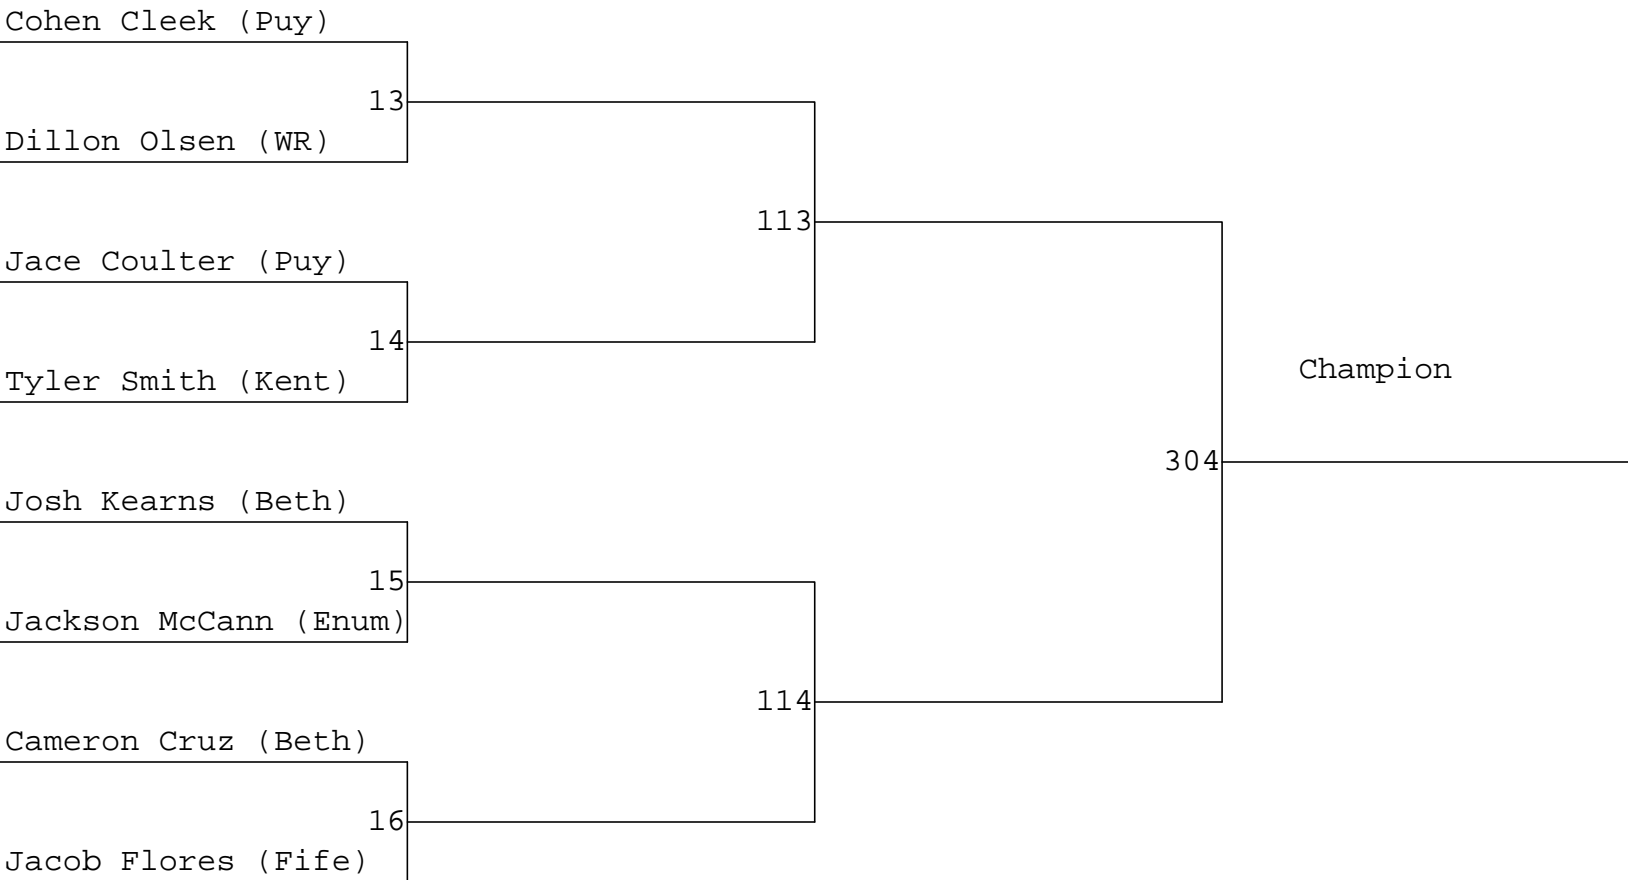 Cohen Cleek (Puy)
13
Dillon Olsen (WR)
113
Jace Coulter (Puy)
14
Tyler Smith (Kent)
Champion
304
Josh Kearns (Beth)
15
Jackson McCann (Enum)
114
Cameron Cruz (Beth)
16
Jacob Flores (Fife)